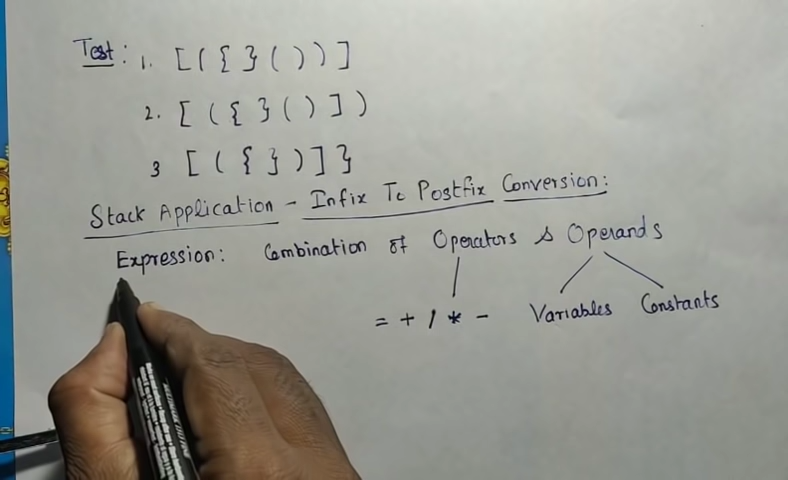 Test: 1. [({}())]
2. [({}()])
3 [({})]}
Stack Application - Infix To Postfix Conversion:
Expression: Combination of Operators & Operands
= + / * - Variables Constants